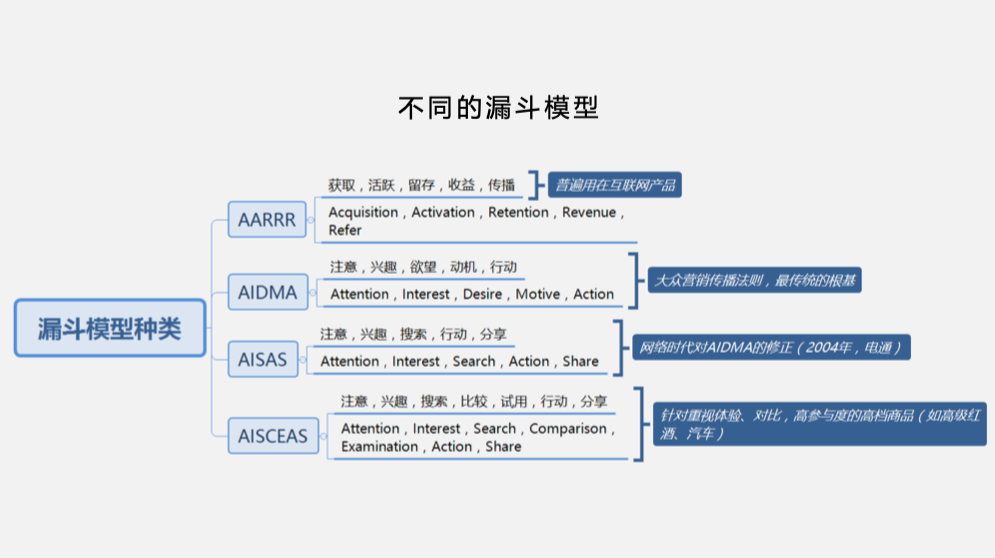 不同的漏斗模型
漏斗模型种类
AARRR
获取，活跃，留存，收益，传播
普遍用在互联网产品
Acquisition，Activation，Retention，Revenue，
Refer
AIDMA
注意，兴趣，欲望，动机，行动
Attention，Interest，Desire，Motive，Action
大众营销传播法则，最传统的根基
AISAS
注意，兴趣，搜索，行动，分享
Attention，Interest，Search，Action，Share
网络时代对AIDMA的修正（2004年，电通）
AISCEAS
注意，兴趣，搜索，比较，试用，行动，分享
Attention，Interest，Search，Comparison，
Examination，Action，Share
针对重视体验、对比，高参与度的高档商品（如高级红
酒、汽车）